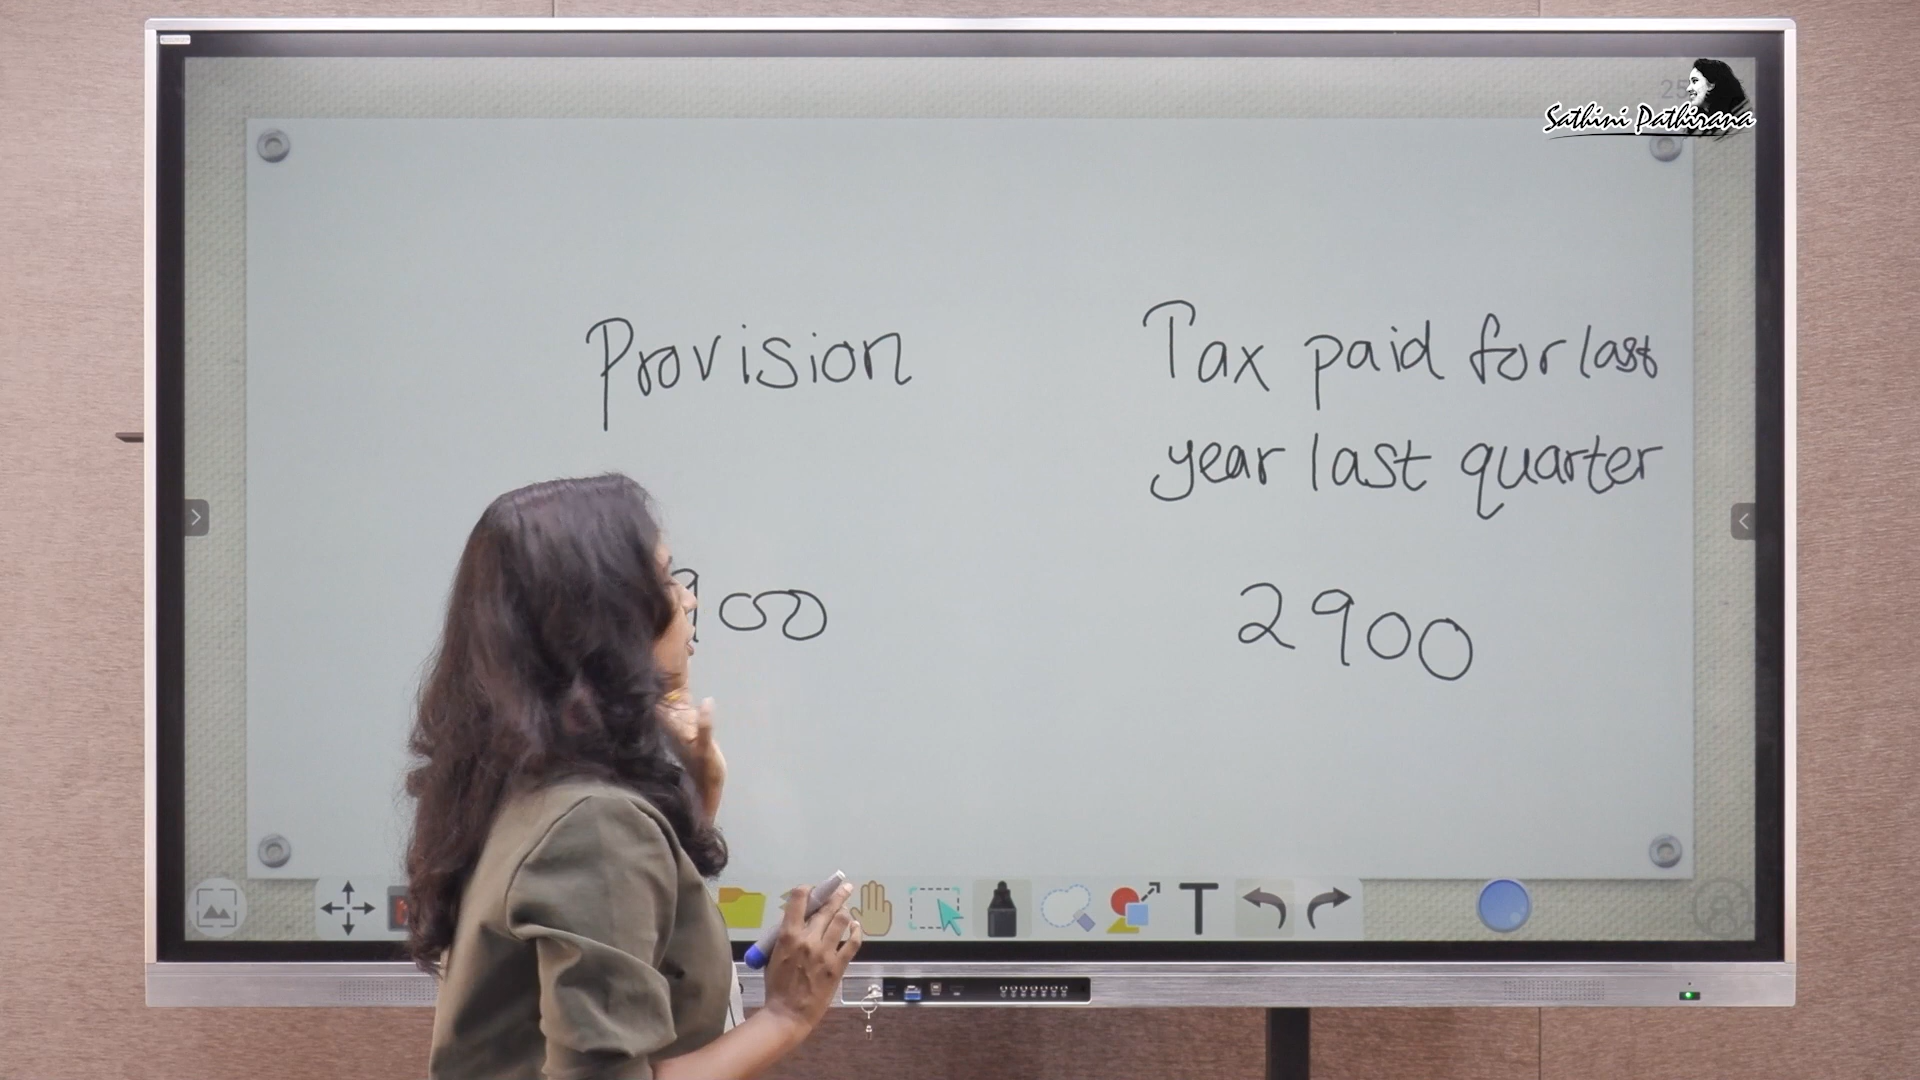 Sathini Pathirana
Provision
Tax paid for last
year last quarter
900
2900